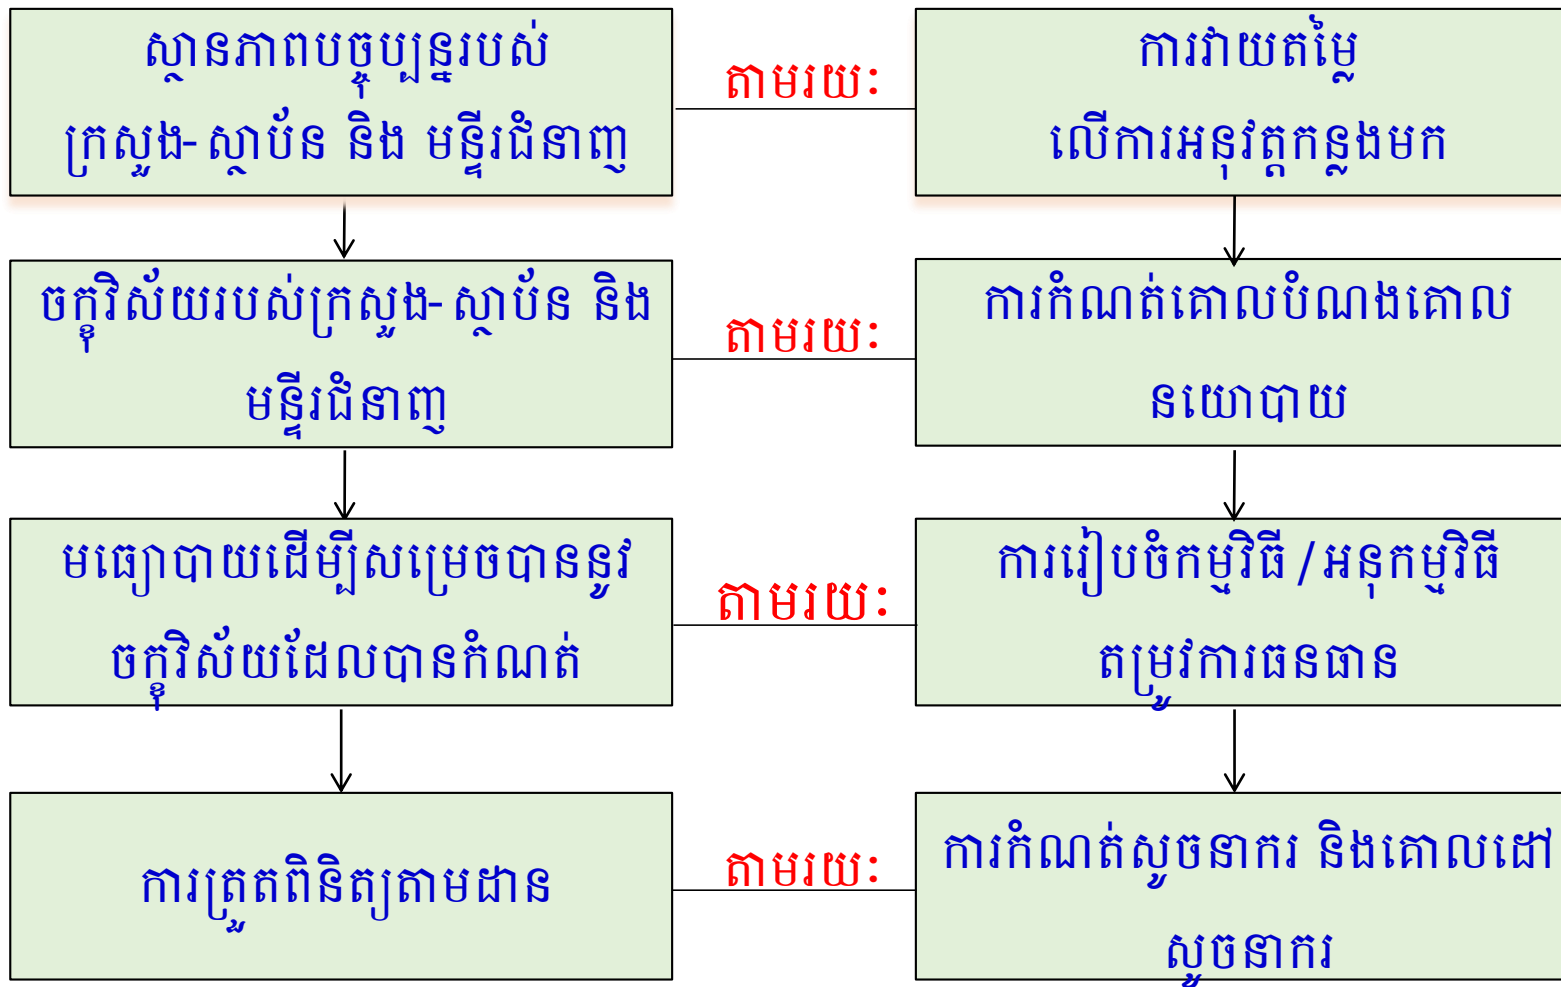 ស្ថានភាពបច្ចុប្បន្នរបស់
ក្រសួង-ស្ថាប័ន និង មន្ទីរជំនាញ
តាមរយៈ
ការវាយតម្លៃ
លើការអនុវត្តកន្លងមក
ចក្ខុវិស័យរបស់ក្រសួង-ស្ថាប័ន និង
មន្ទីរជំនាញ
តាមរយៈ
ការកំណត់គោលបំណងគោល
នយោបាយ
មធ្យោបាយដើម្បីសម្រេចបាននូវ
ចក្ខុវិស័យដែលបានកំណត់
តាមរយៈ
ការរៀបចំកម្មវិធី/អនុកម្មវិធី
តម្រូវការធនធាន
ការត្រួតពិនិត្យតាមដាន
តាមរយៈ
ការកំណត់សូចនាករ និងគោលដៅ
សូចនាករ